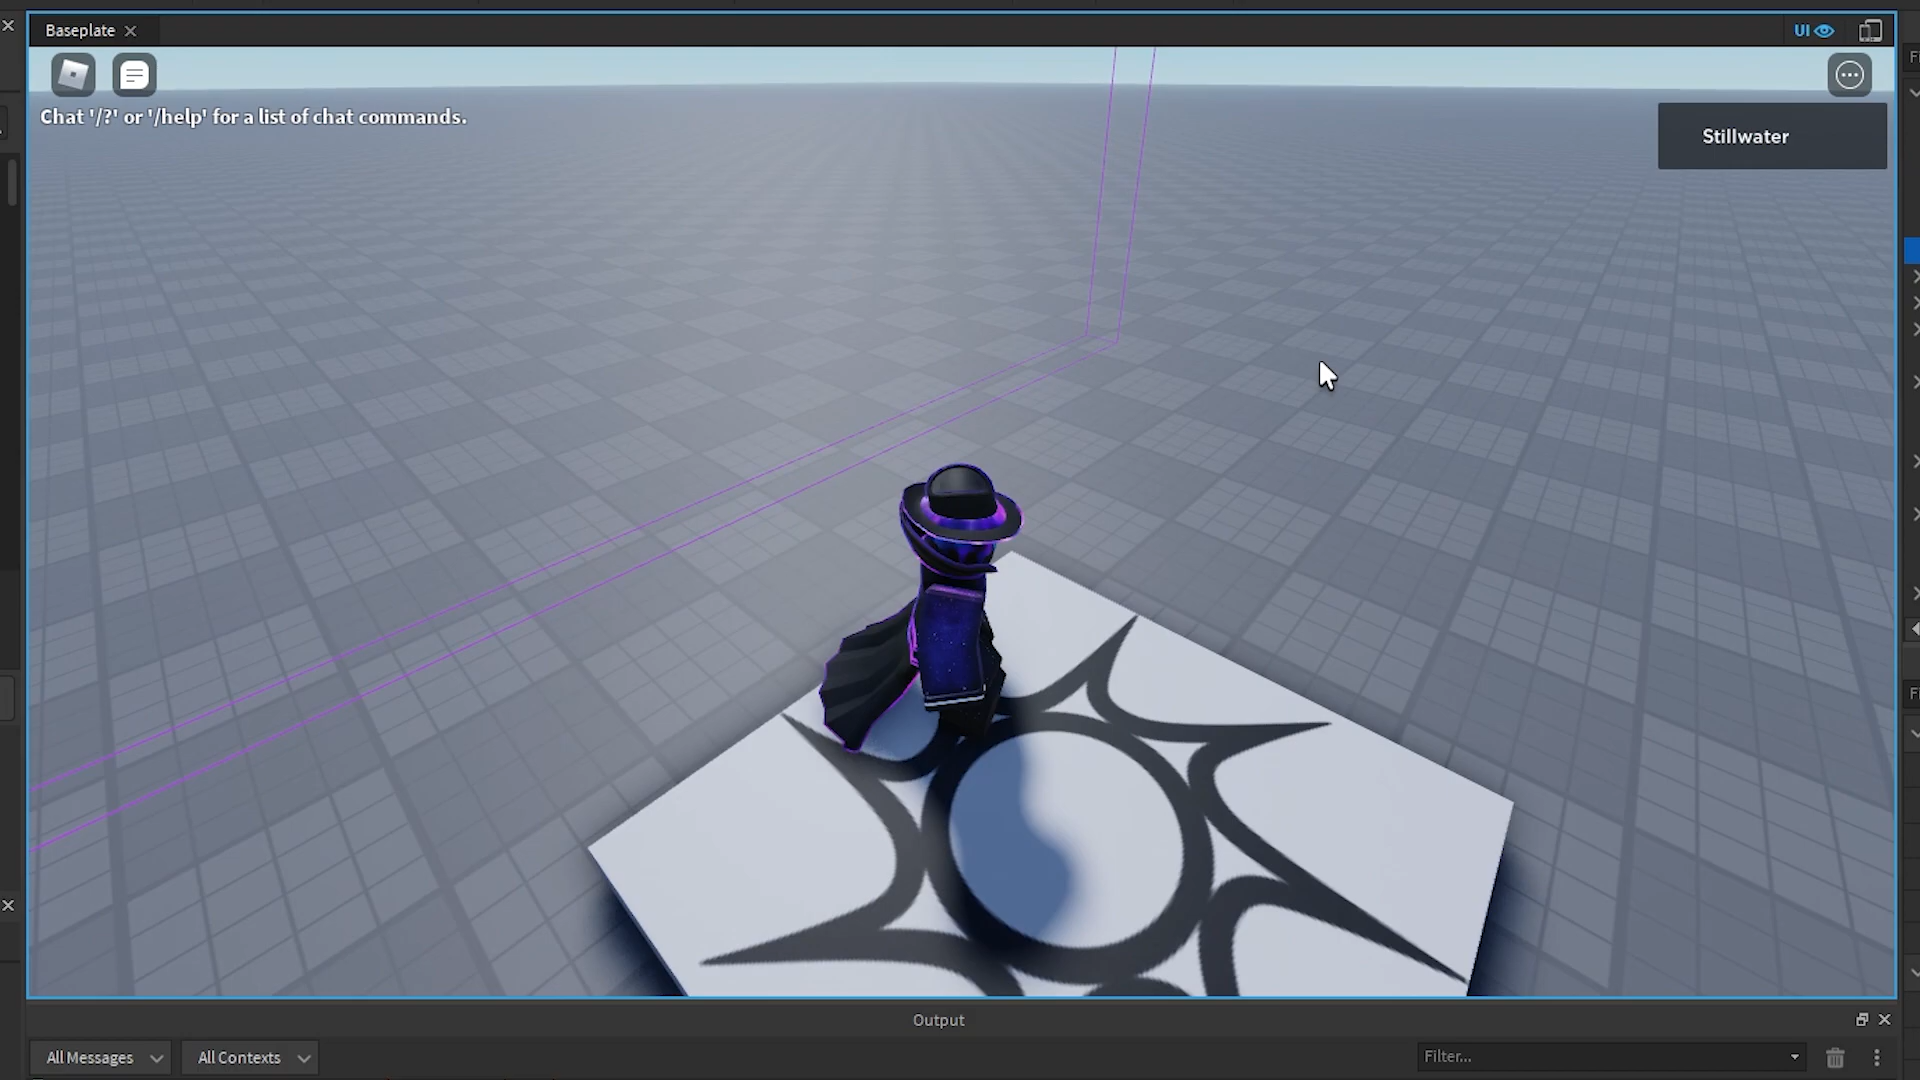 Baseplate
UI
Chat '/?' or '/help' for a list of chat commands.
Stillwater
Output
All Messages
All Contexts
Filter...